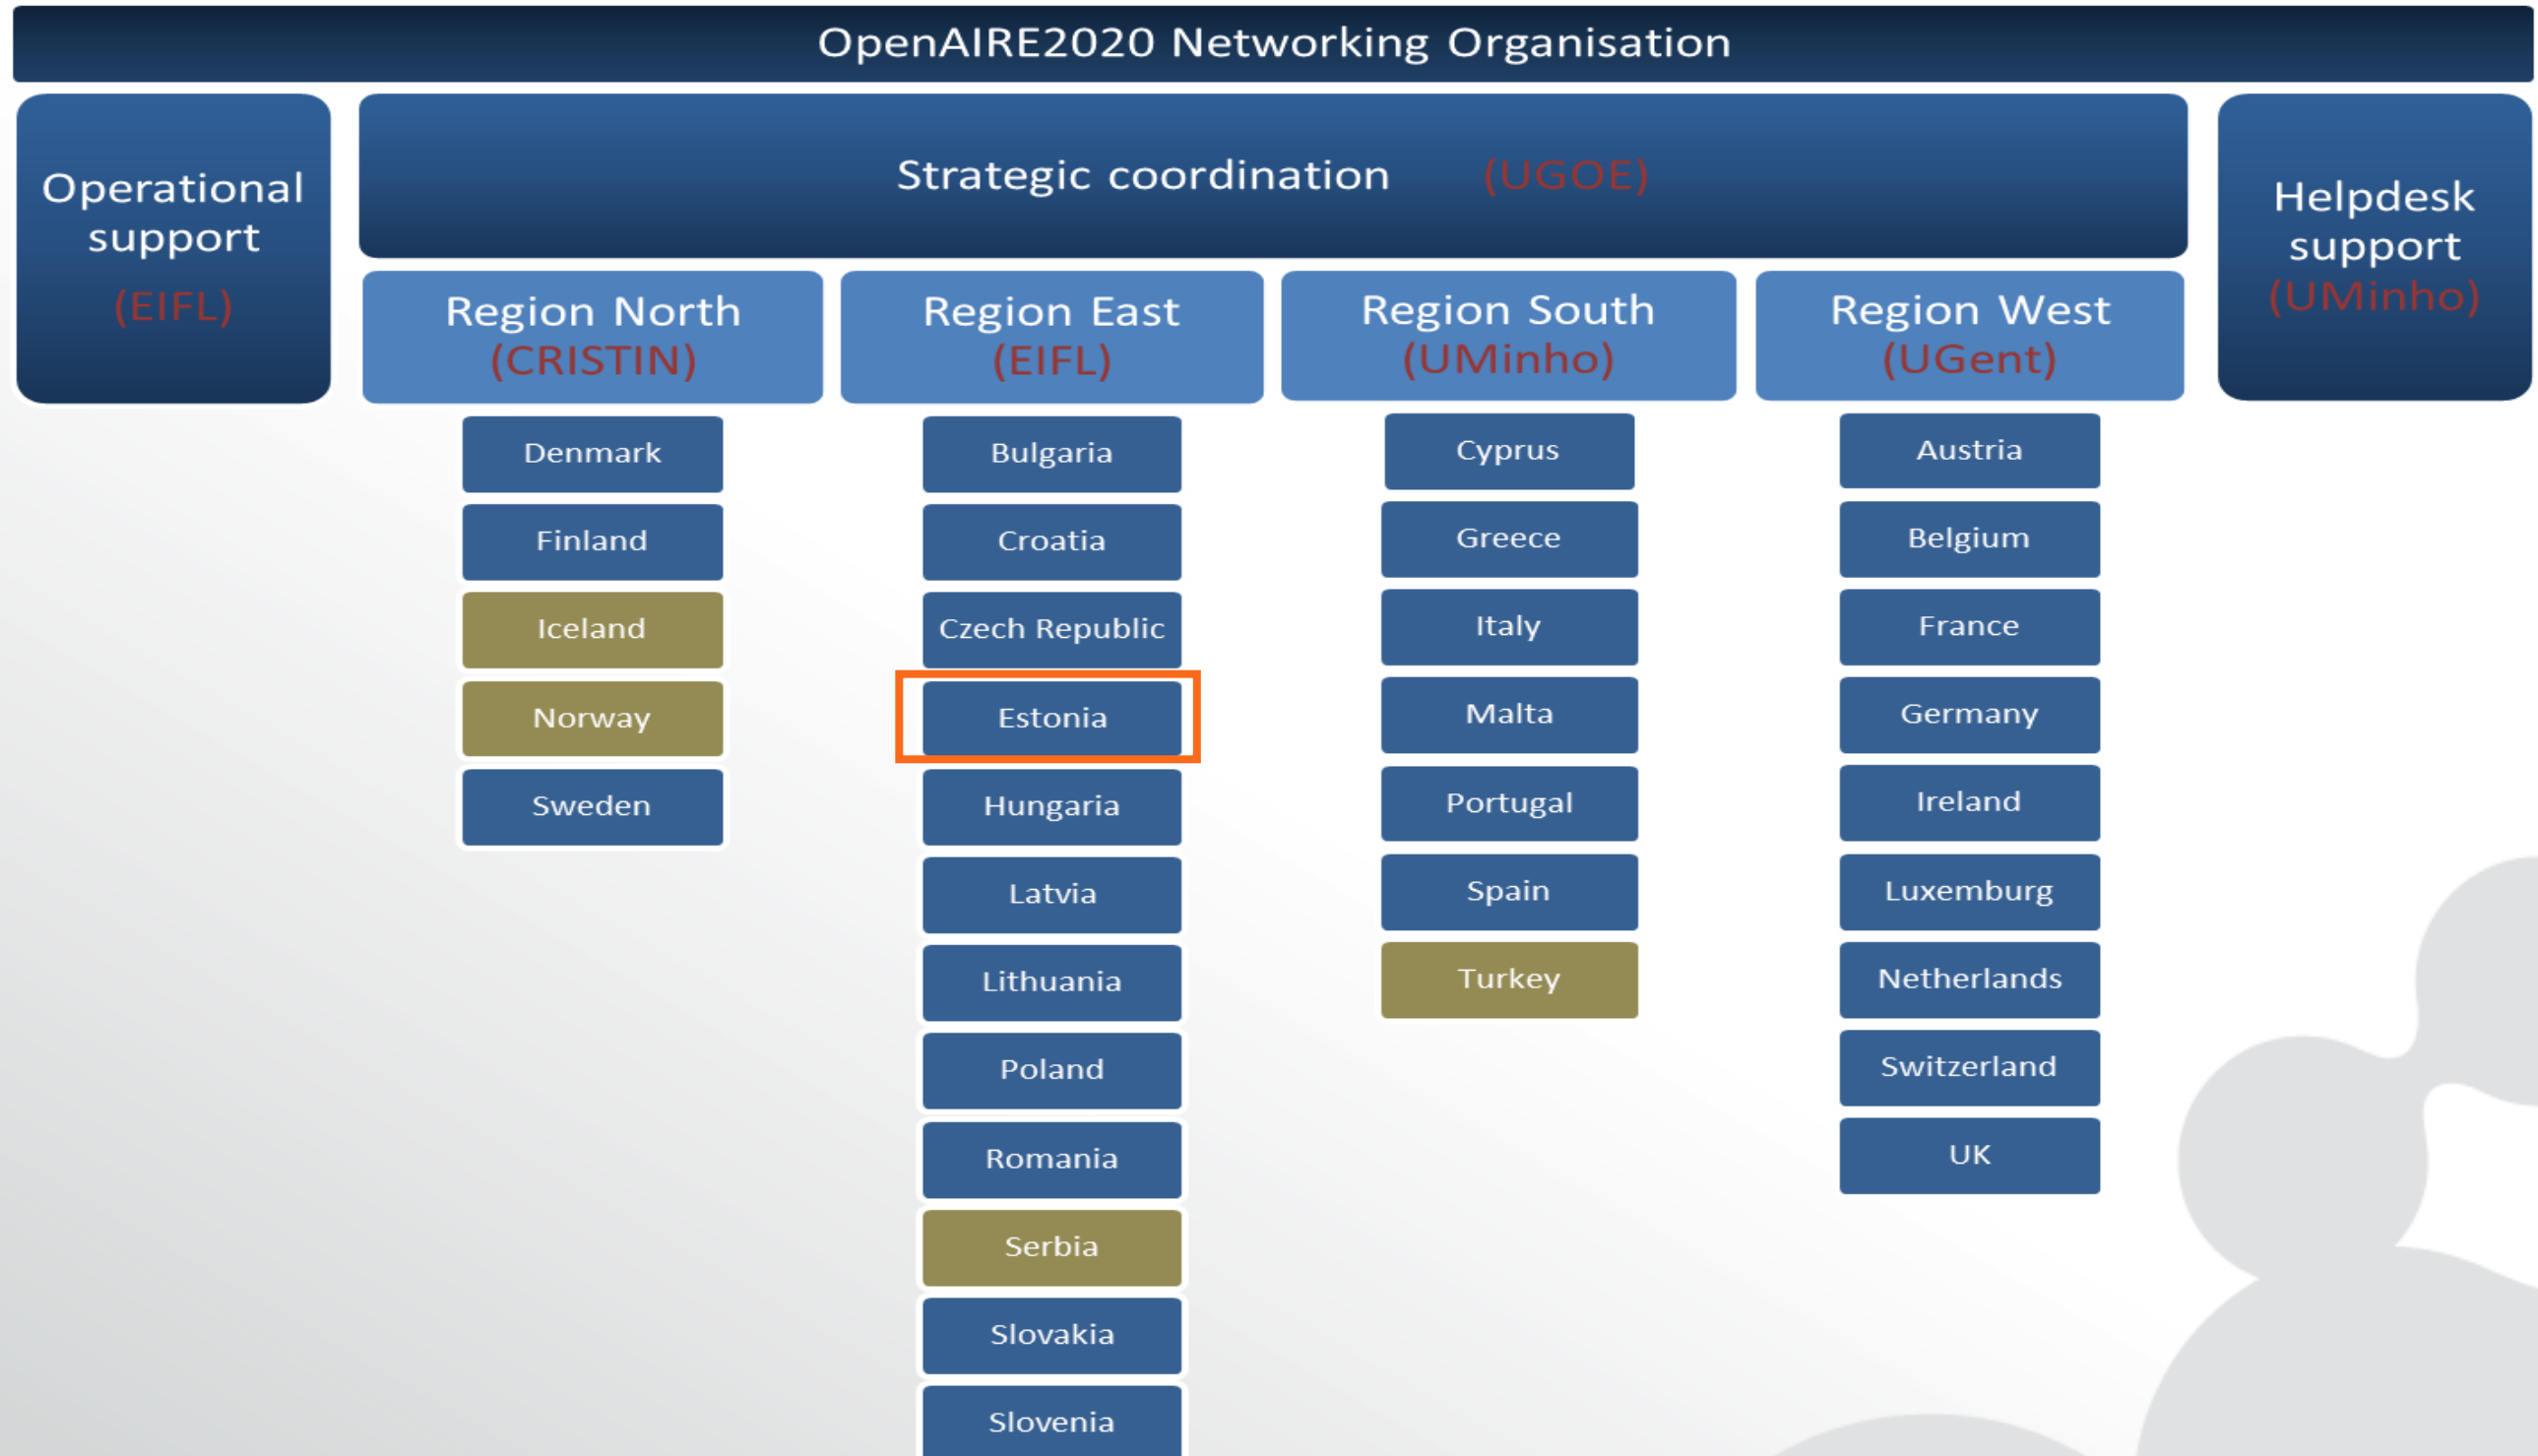 OpenAIRE2020 Networking Organisation
Operational
support
(EIFL)
Strategic coordination (UGOE)
Helpdesk
support
(UMinho)
Region North
(CRISTIN)
Denmark
Finland
Iceland
Norway
Sweden
Region East
(EIFL)
Bulgaria
Croatia
Czech Republic
Estonia
Hungaria
Latvia
Lithuania
Poland
Romania
Serbia
Slovakia
Slovenia
Region South
(UMinho)
Cyprus
Greece
Italy
Malta
Portugal
Spain
Turkey
Region West
(UGent)
Austria
Belgium
France
Germany
Ireland
Luxemburg
Netherlands
Switzerland
UK